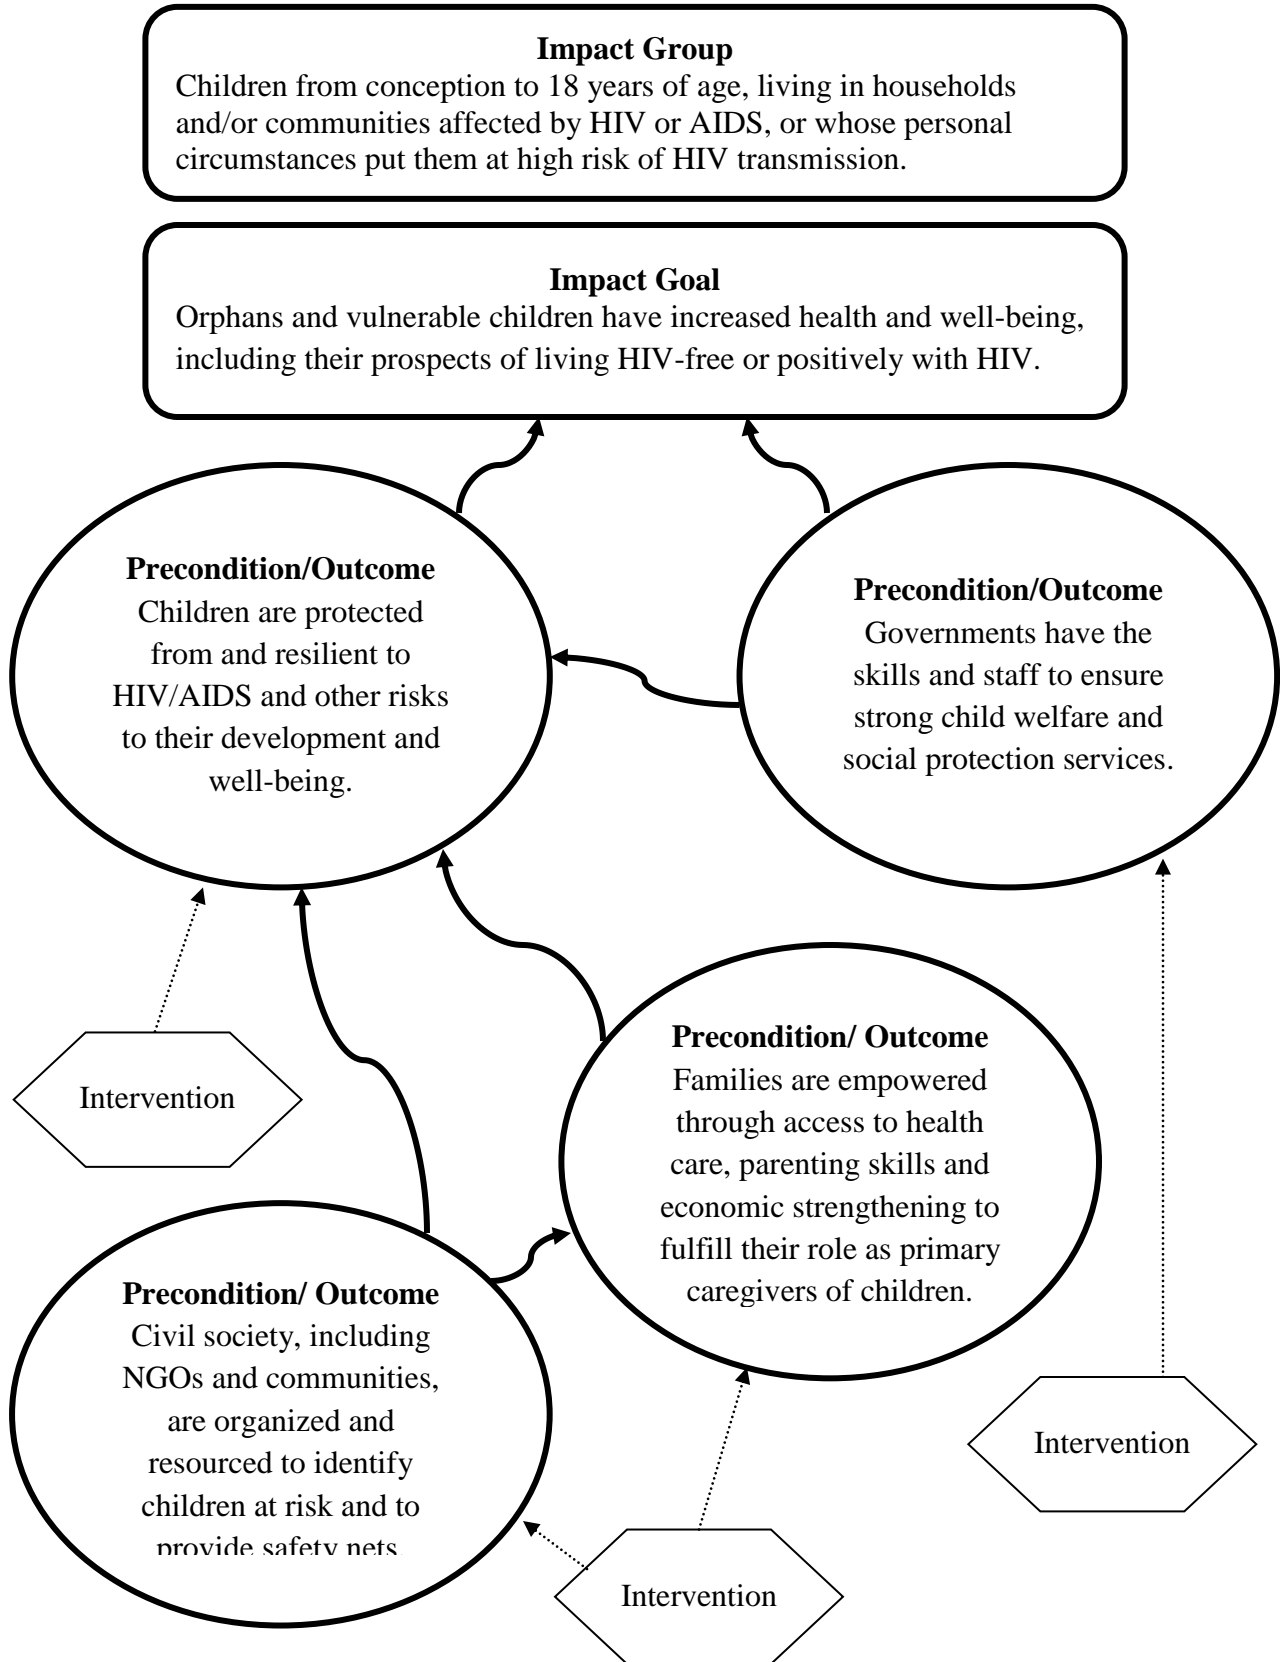 Impact Group
Children from conception to 18 years of age, living in households
and/or communities affected by HIV or AIDS, or whose personal
circumstances put them at high risk of HIV transmission.
Impact Goal
Orphans and vulnerable children have increased health and well-being,
including their prospects of living HIV-free or positively with HIV.
Precondition/Outcome
Children are protected
from and resilient to
HIV/AIDS and other risks
to their development and
well-being.
Precondition/Outcome
Governments have the
skills and staff to ensure
strong child welfare and
social protection services.
Intervention
Precondition/ Outcome
Families are empowered
through access to health
care, parenting skills and
economic strengthening to
fulfill their role as primary
caregivers of children.
Precondition/ Outcome
Civil society, including
NGOs and communities,
are organized and
resourced to identify
children at risk and to
provide safety nets
Intervention
Intervention